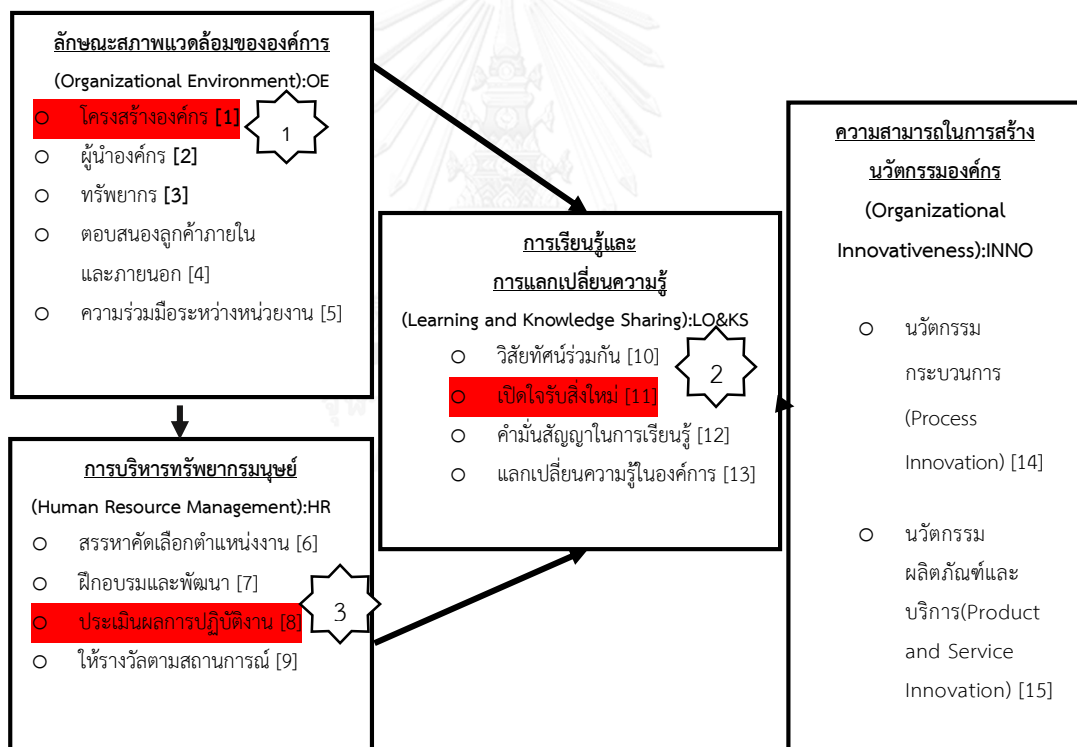 ลักษณะสภาพแวดล้อมขององค์การ
(Organizational Environment):OE
โครงสร้างองค์กร [1]
1
ผู้นำองค์กร [2]
ทรัพยากร [3]
ตอบสนองลูกค้าภายใน
และภายนอก [4]
ความร่วมมือระหว่างหน่วยงาน [5]
การบริหารทรัพยากรมนุษย์
(Human Resource Management):HR
สรรหาคัดเลือกตำแหน่งงาน [6]
ฝึกอบรมและพัฒนา [7]
ประเมินผลการปฏิบัติงาน [8]
3
ให้รางวัลตามสถานการณ์ [9]
การเรียนรู้และ
การแลกเปลี่ยนความรู้
(Learning and Knowledge Sharing):LO&KS
วิสัยทัศน์ร่วมกัน [10]
2
เปิดใจรับสิ่งใหม่ [11]
คำมั่นสัญญาในการเรียนรู้ [12]
แลกเปลี่ยนความรู้ในองค์การ [13]
ความสามารถในการสร้าง
นวัตกรรมองค์กร
(Organizational
Innovativeness):INNO
นวัตกรรม
กระบวนการ
(Process
Innovation) [14]
นวัตกรรม
ผลิตภัณฑ์และ
บริการ(Product
and Service
Innovation) [15]